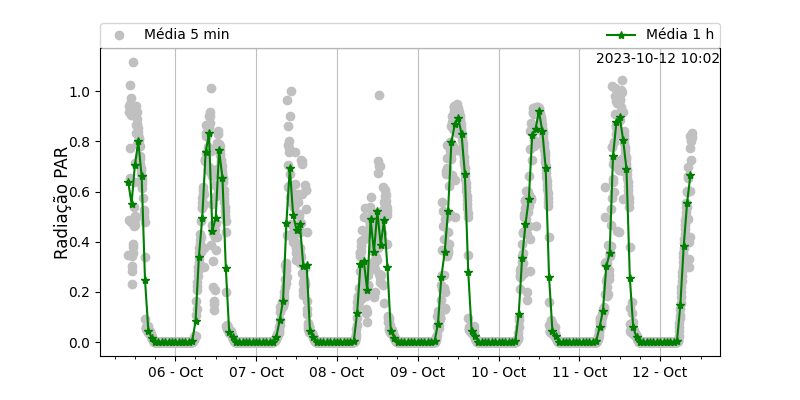 Média 5 min
Média 1 h
2023-10-12 10:02
Radiação PAR
1.0
0.8
0.6
0.4
0.2
0.0
06 - Oct
07 - Oct
08 - Oct
09 - Oct
10 - Oct
11 - Oct
12 - Oct